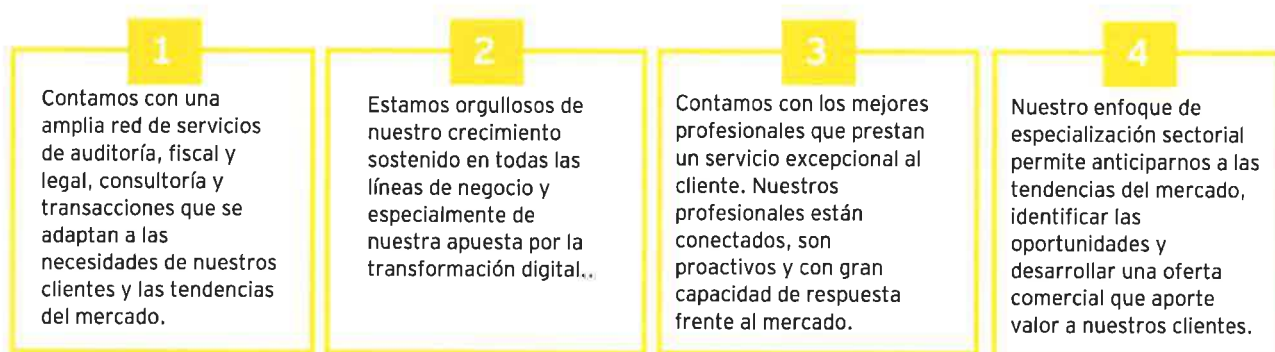 1
Contamos con una
amplia red de servicios
de auditoría, fiscal y
legal, consultoría y
transacciones que se
adaptan a las
necesidades de nuestros
clientes y las tendencias
del mercado.
2
Estamos orgullosos de
nuestro crecimiento
sostenido en todas las
líneas de negocio y
especialmente de
nuestra apuesta por la
transformación digital..
3
Contamos con los mejores
profesionales que prestan
un servicio excepcional al
cliente. Nuestros
profesionales están
conectados, son
proactivos y con gran
capacidad de respuesta
frente al mercado.
4
Nuestro enfoque de
especialización sectorial
permite anticiparnos a las
tendencias del mercado,
identificar las
oportunidades y
desarrollar una oferta
comercial que aporte
valor a nuestros clientes.